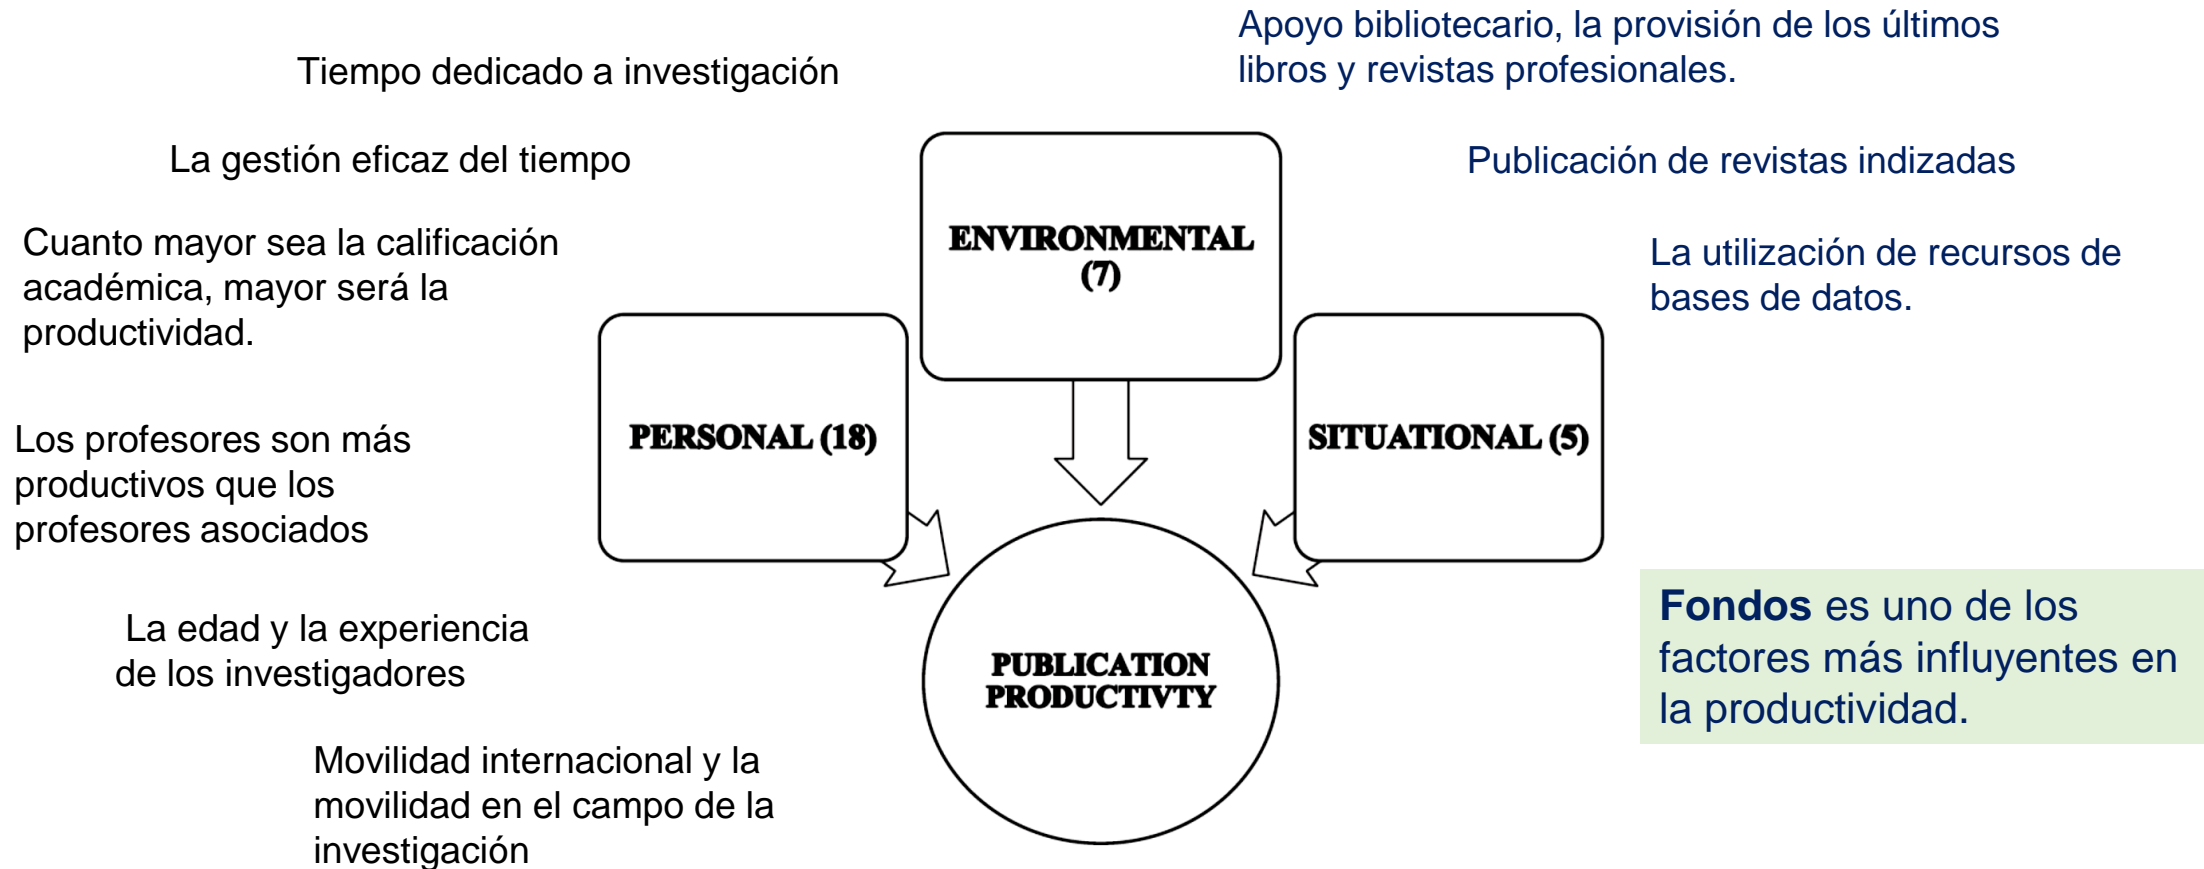 Tiempo dedicado a investigación
La gestión eficaz del tiempo
Cuanto mayor sea la calificación
académica, mayor será la
productividad.
Los profesores son más
productivos que los
profesores asociados
La edad y la experiencia
de los investigadores
Movilidad internacional y la
movilidad en el campo de la
investigación
ENVIRONMENTAL
(7)
PERSONAL (18)
SITUATIONAL (5)
PUBLICATION
PRODUCTIVTY
Apoyo bibliotecario, la provisión de los últimos
libros y revistas profesionales.
Publicación de revistas indizadas
La utilización de recursos de
bases de datos.
Fondos es uno de los
factores más influyentes en
la productividad.